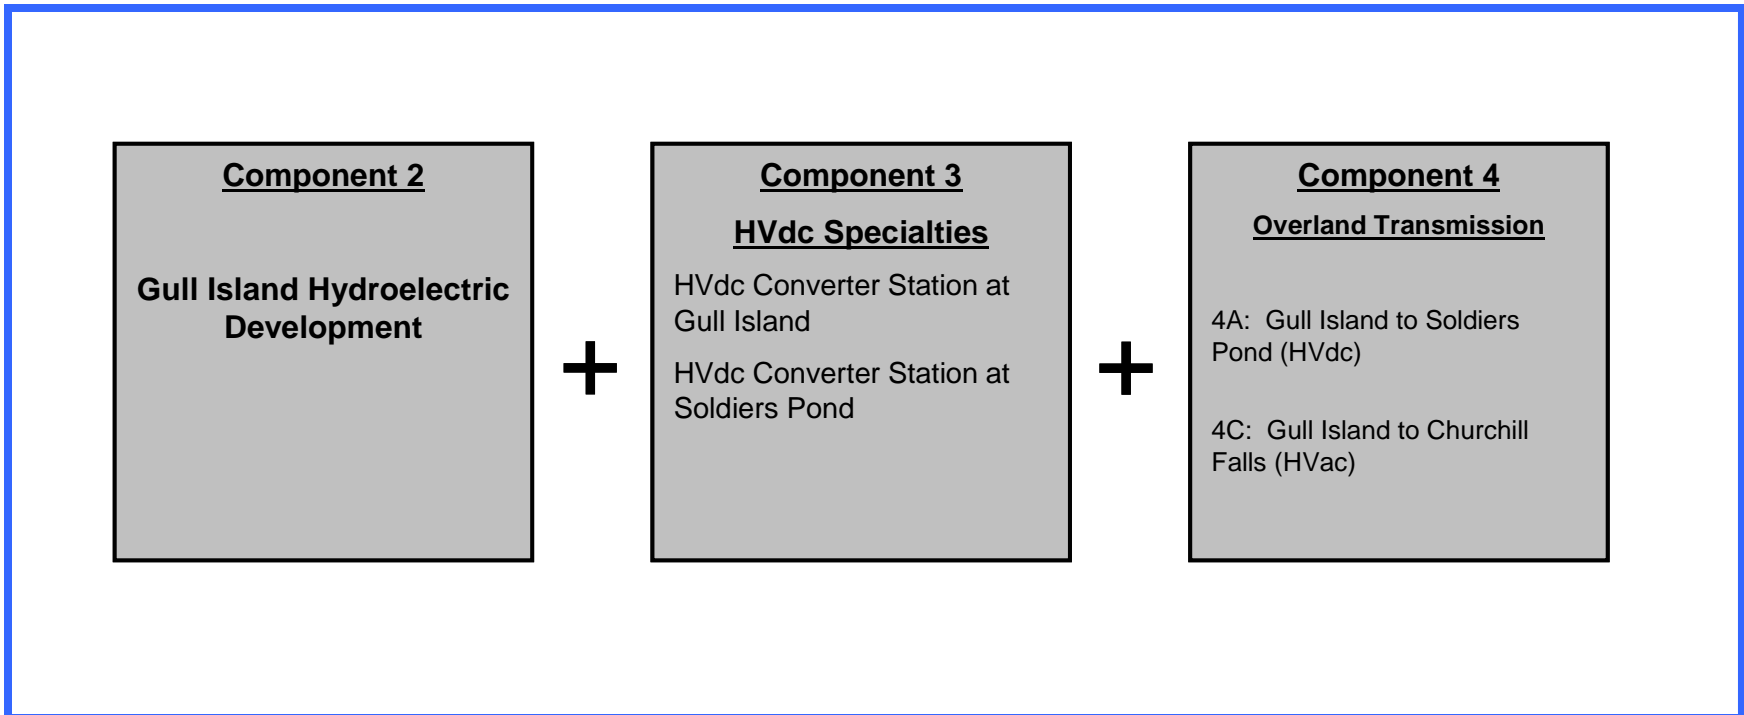 Component 2
Gull Island Hydroelectric
Development
+
Component 3
HVdc Specialties
HVdc Converter Station at
Gull Island
HVdc Converter Station at
Soldiers Pond
+
Component 4
Overland Transmission
4A:  Gull Island to Soldiers
Pond (HVdc)
4C:  Gull Island to Churchill
Falls (HVac)